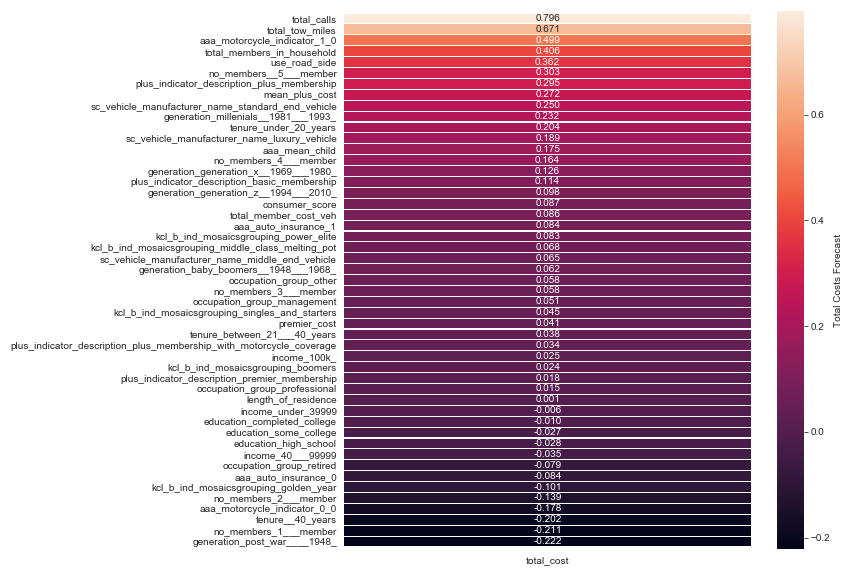 total_calls 0.796
total_tow_miles 0.671
aaa_motorcycle_indicator_1_0 0.499
total_members_in_household 0.406
use_road_side 0.362
no_members__5___member 0.303
plus_indicator_description_plus_membership 0.295
mean_plus_cost 0.272
sc_vehicle_manufacturer_name_standard_end_vehicle 0.250
generation_millenials__1981___1993_ 0.232
tenure_under_20_years 0.204
sc_vehicle_manufacturer_name_luxury_vehicle 0.189
aaa_mean_child 0.175
no_members_4___member 0.164
generation_generation_x__1969___1980_ 0.126
plus_indicator_description_basic_membership 0.114
generation_generation_z__1994___2010_ 0.098
consumer_score 0.087
total_member_cost_veh 0.086
aaa_auto_insurance_1 0.084
kcl_b_ind_mosaicsgrouping_power_elite 0.083
kcl_b_ind_mosaicsgrouping_middle_class_melting_pot 0.068
sc_vehicle_manufacturer_name_middle_end_vehicle 0.065
generation_baby_boomers__1948___1968_ 0.062
occupation_group_other 0.058
no_members_3___member 0.058
occupation_group_management 0.051
kcl_b_ind_mosaicsgrouping_singles_and_starters 0.045
premier_cost 0.041
tenure_between_21___40_years 0.038
plus_indicator_description_plus_membership_with_motorcycle_coverage 0.034
income_100k_ 0.025
kcl_b_ind_mosaicsgrouping_boomers 0.024
plus_indicator_description_premier_membership 0.018
occupation_group_professional 0.015
length_of_residence 0.001
income_under_39999 -0.006
education_completed_college -0.010
education_some_college -0.027
education_high_school -0.028
income_40___99999 -0.035
occupation_group_retired -0.079
aaa_auto_insurance_0 -0.084
kcl_b_ind_mosaicsgrouping_golden_year -0.101
no_members_2___member -0.139
aaa_motorcycle_indicator_0_0 -0.178
tenure__40_years -0.202
no_members_1___member -0.211
generation_post_war____1948_ -0.222
total_cost
0.6
0.4
0.2
0.0
−0.2
Total Costs Forecast